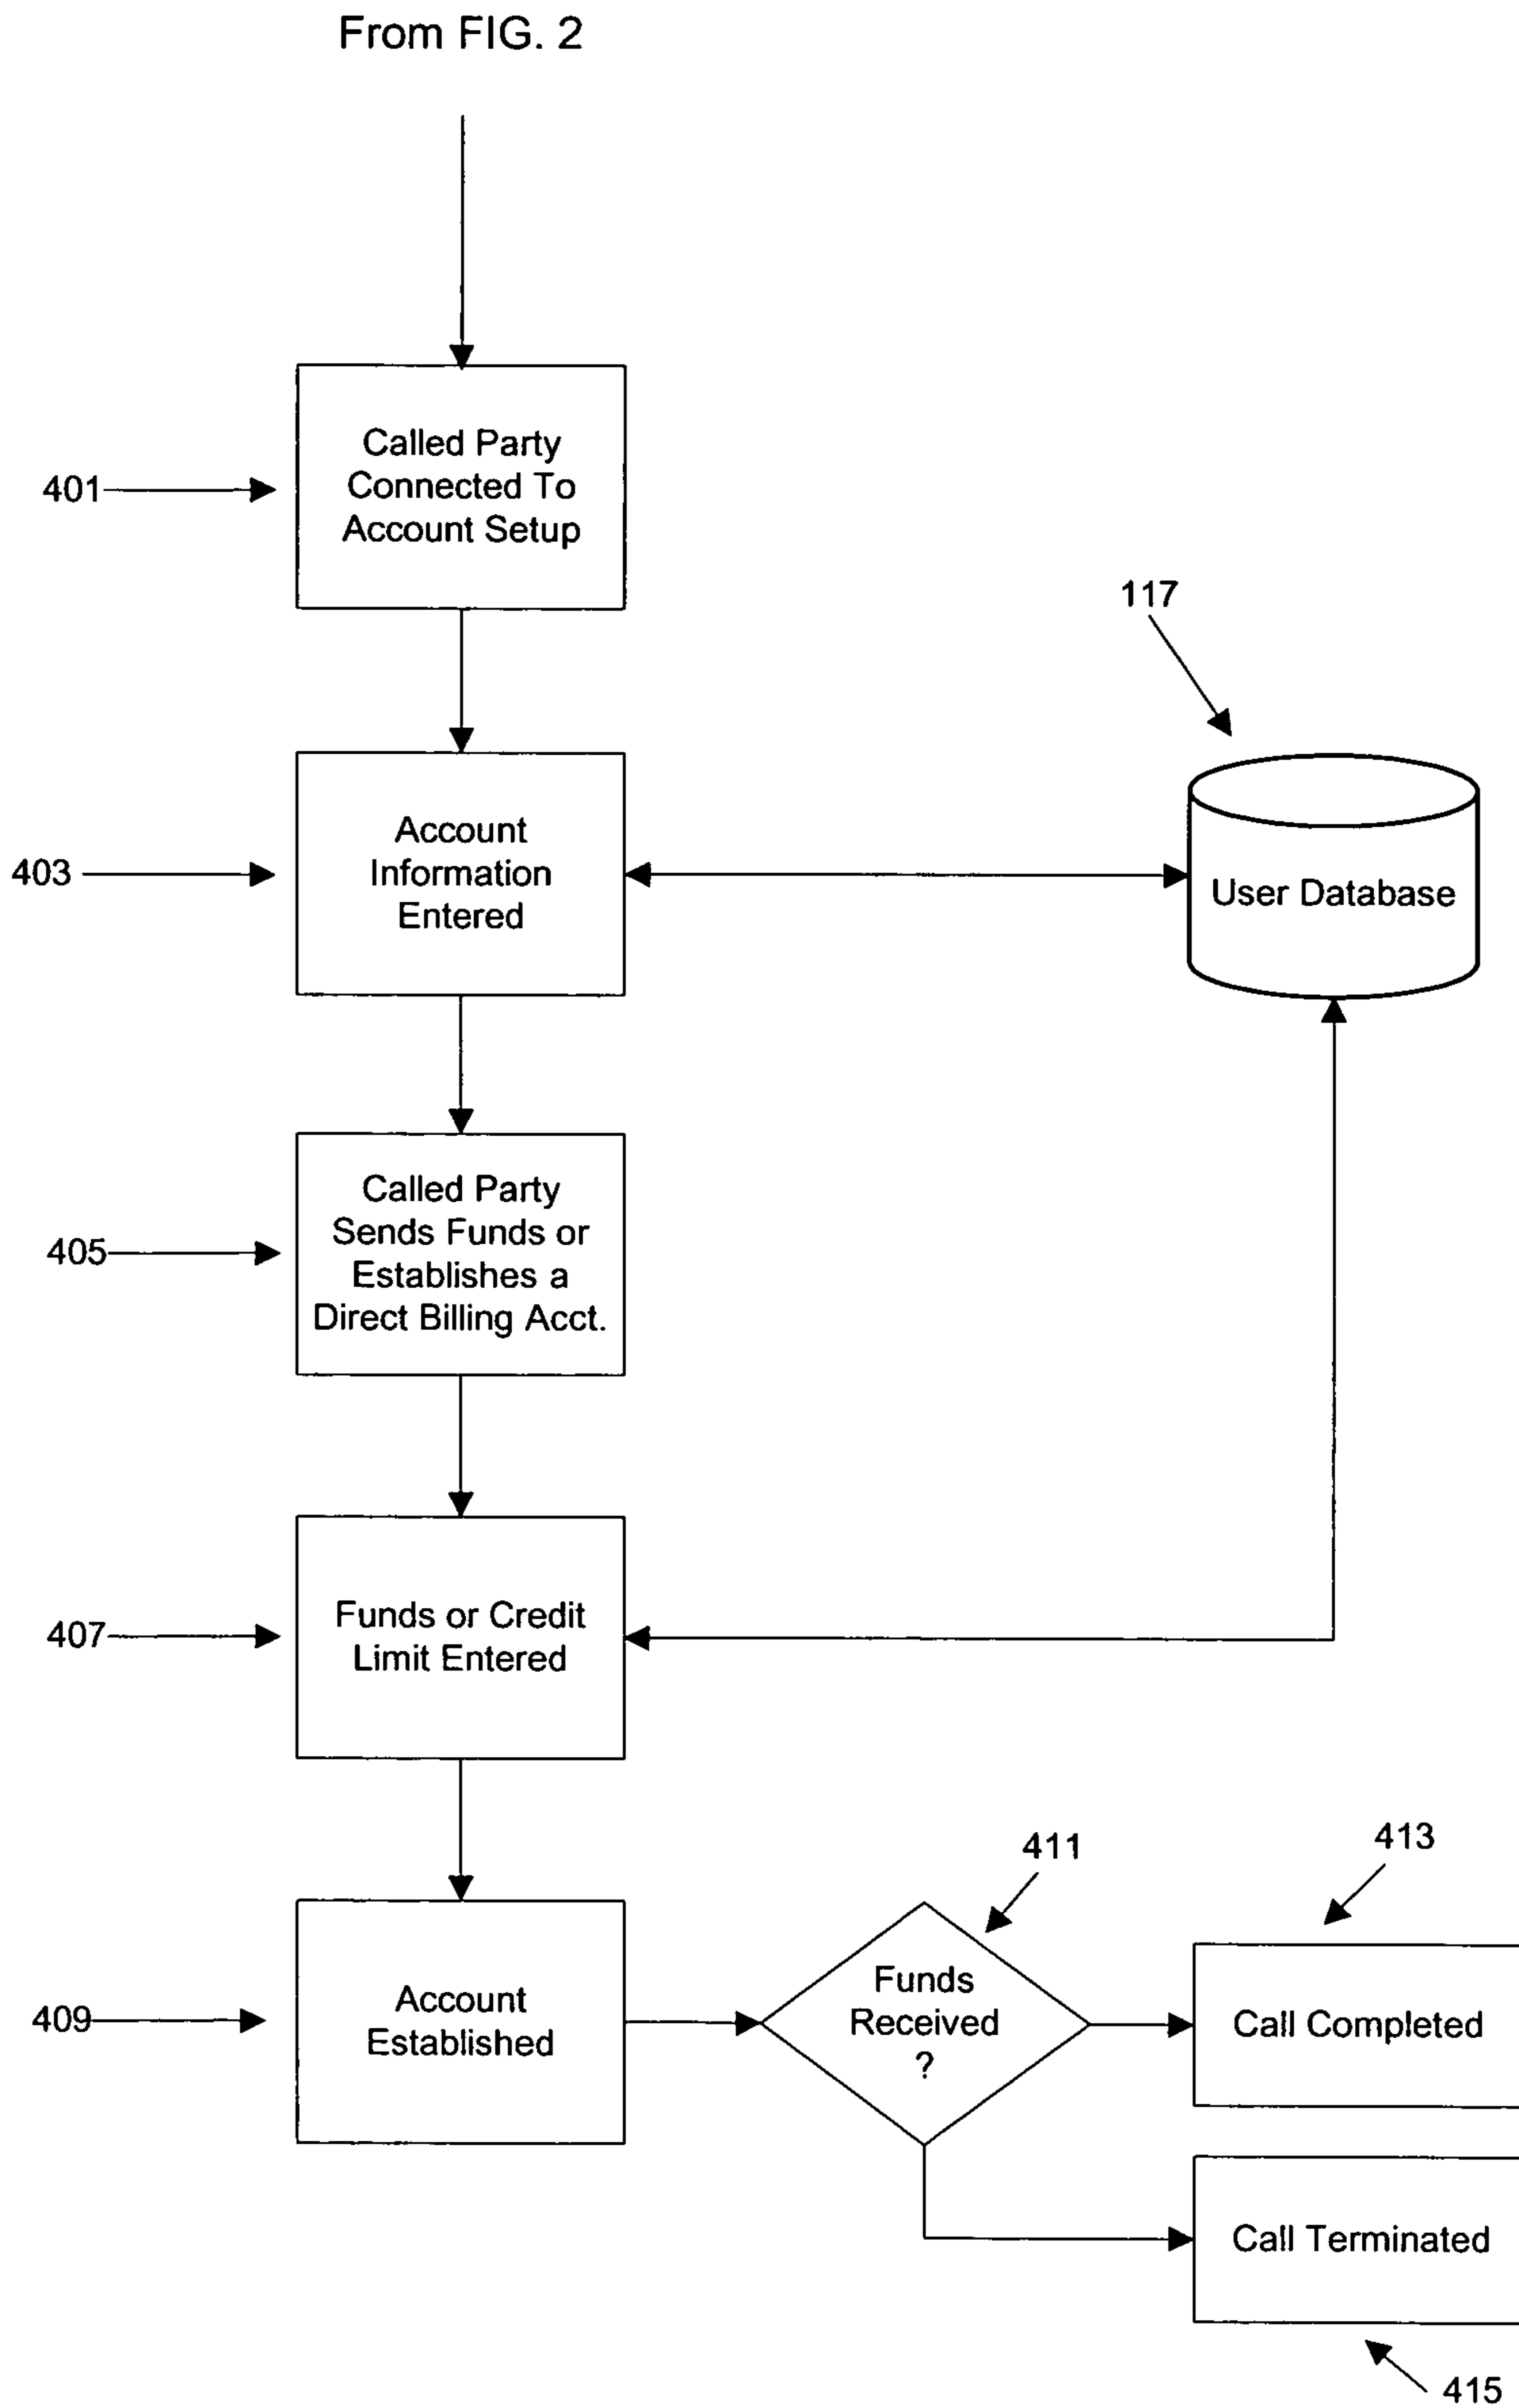 From FIG. 2
Called Party
Connected To
Account Setup
401
117
Account
Information
Entered
403
User Database
Called Party
Sends Funds or
Establishes a
Direct Billing Acct.
405
Funds or Credit
Limit Entered
407
411
413
Account
Established
409
Funds
Received
?
Call Completed
Call Terminated
415